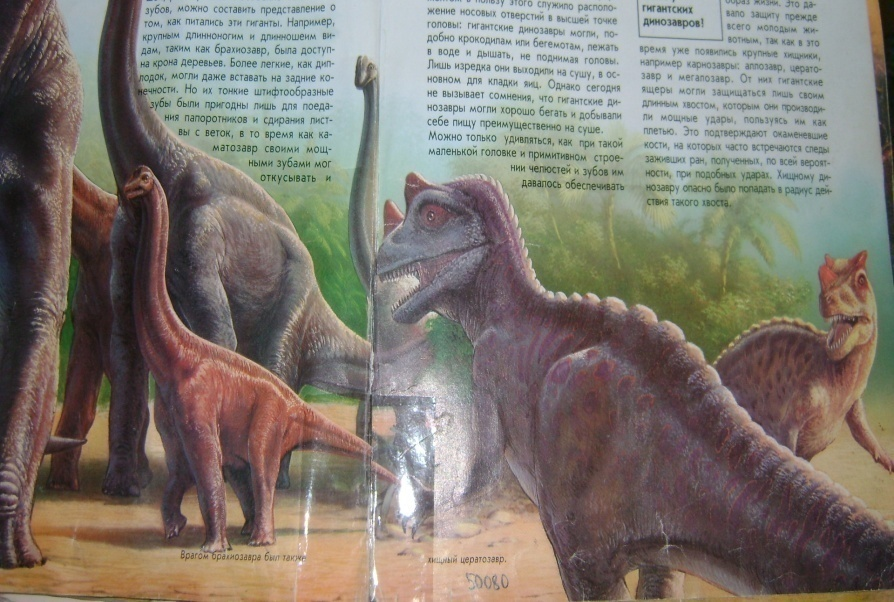 зубов, можно составить представление о
том, как питались эти гиганты. Например,
крупным длинноногим и длинношеим ви-
дам, таким как брахиозавр, была доступ-
на крона деревьев. Более легкие, как дип-
лодок, могли даже вставать на задние ко-
нечности. Но их тонкие штифтообразные
зубы были пригодны лишь для поеда-
ния папоротников и сдирания лист-
вы с веток, в то время как ка-
матозавр своими мощ-
ными зубами мог
откусывать и
пользу этого служило располо-
жение носовых отверстий в высшей точке
головы: гигантские динозавры могли, по-
добно крокодилам или бегемотам, лежать
в воде и дышать, не поднимая головы.
Лишь изредка они выходили на сушу, в ос-
новном для кладки яиц. Однако сегодня
не вызывает сомнения, что гигантские ди-
нозавры могли хорошо бегать и добывали
себе пищу преимущественно на суше.
Можно только удивляться, как при такой
маленькой головке и примитивном строе-
нии челюстей и зубов им
давалось обеспечивать
гигантских
динозавров!
образ жизни. Это да-
вало защиту прежде
всего молодым жи-
вотным, так как в это
время уже появились крупные хищники,
например карнозавры: аллозавр, церато-
завр и мегалозавр. От них гигантские
ящеры могли защищаться лишь своим
длинным хвостом, которым они производи-
ли мощные удары, пользуясь им как
плетью. Это подтверждают окаменевшие
кости, на которых часто встречаются следы
заживших ран, полученных, по всей вероят-
ности, при подобных ударах. Хищному ди-
нозавру опасно было попадать в радиус дей-
ствия такого хвоста.
Врагом брахиозавра был также
хищный цератозавр.
50080